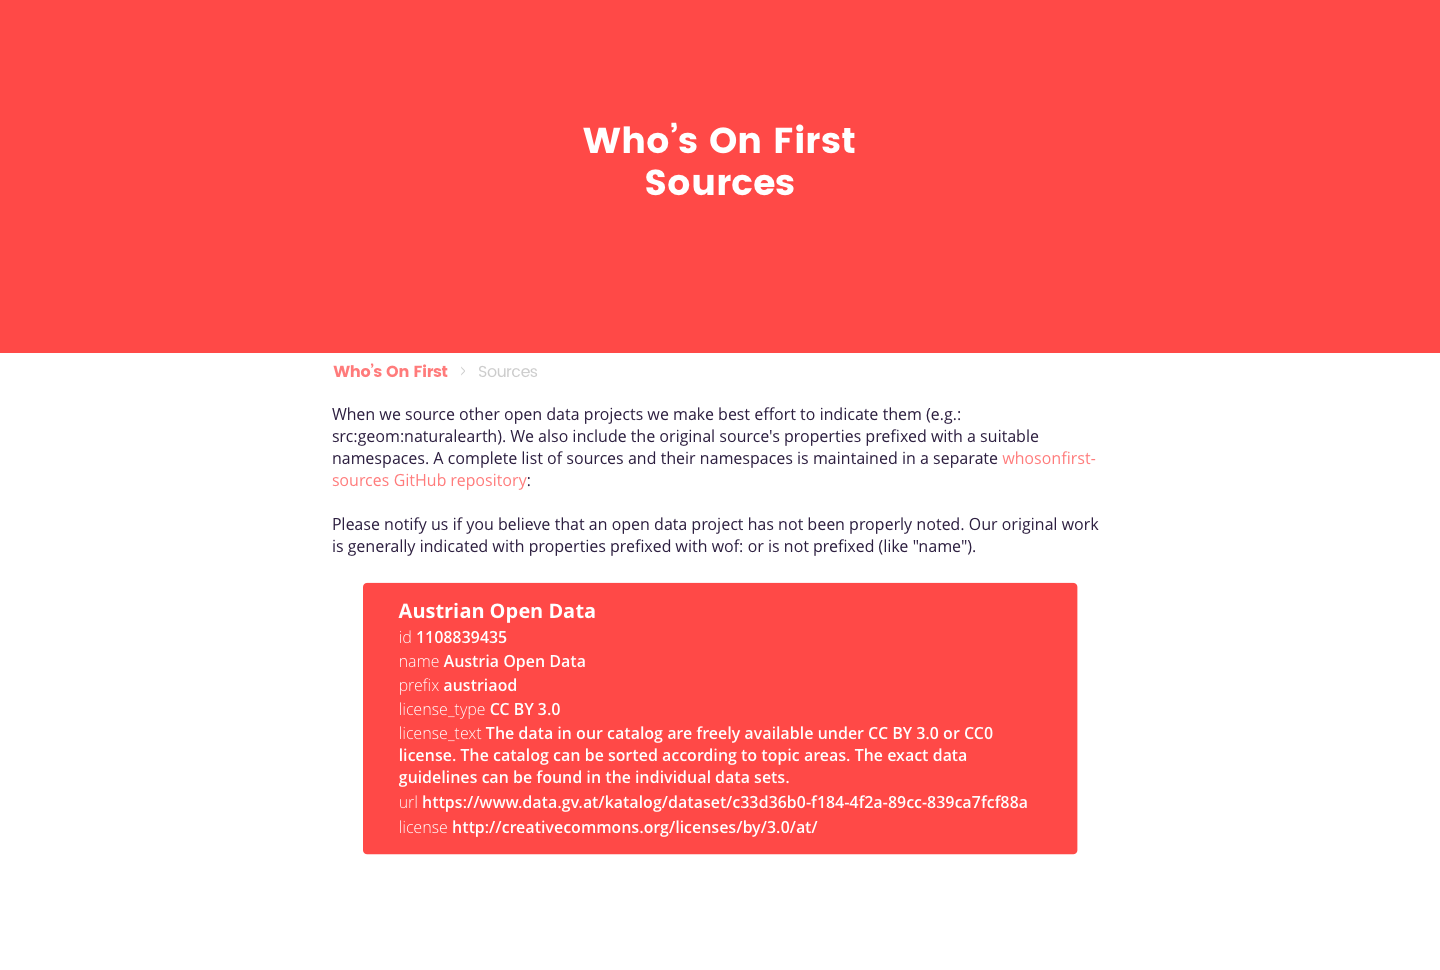 Who’s On First
Sources
Who’s On First > Sources
When we source other open data projects we make best effort to indicate them (e.g.:
src:geom:naturalearth). We also include the original source's properties prefixed with a suitable
namespaces. A complete list of sources and their namespaces is maintained in a separate whosonfirst-
sources GitHub repository:
Please notify us if you believe that an open data project has not been properly noted. Our original work
is generally indicated with properties prefixed with wof: or is not prefixed (like "name").
Austrian Open Data
id 1108839435
name Austria Open Data
prefix austriaod
license_type CC BY 3.0
license_text The data in our catalog are freely available under CC BY 3.0 or CC0
license. The catalog can be sorted according to topic areas. The exact data
guidelines can be found in the individual data sets.
url https://www.data.gv.at/katalog/dataset/c33d36b0-f184-4f2a-89cc-839ca7fcf88a
license http://creativecommons.org/licenses/by/3.0/at/